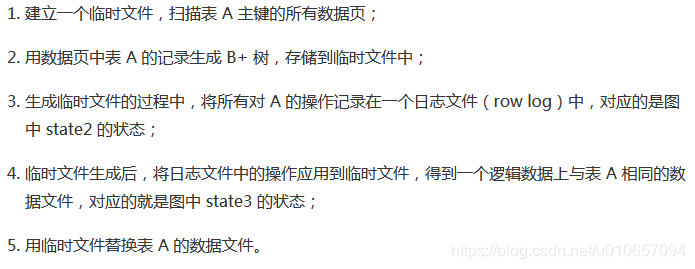 1. 建立一个临时文件，扫描表 A 主键的所有数据页；
2. 用数据页中表 A 的记录生成 B+ 树，存储到临时文件中；
3. 生成临时文件的过程中，将所有对 A 的操作记录在一个日志文件（row log）中，对应的是图
中 state2 的状态；
4. 临时文件生成后，将日志文件中的操作应用到临时文件，得到一个逻辑数据上与表 A 相同的数
据文件，对应的就是图中 state3 的状态；
5. 用临时文件替换表 A 的数据文件。
https://blog.csdn.net/u010657094